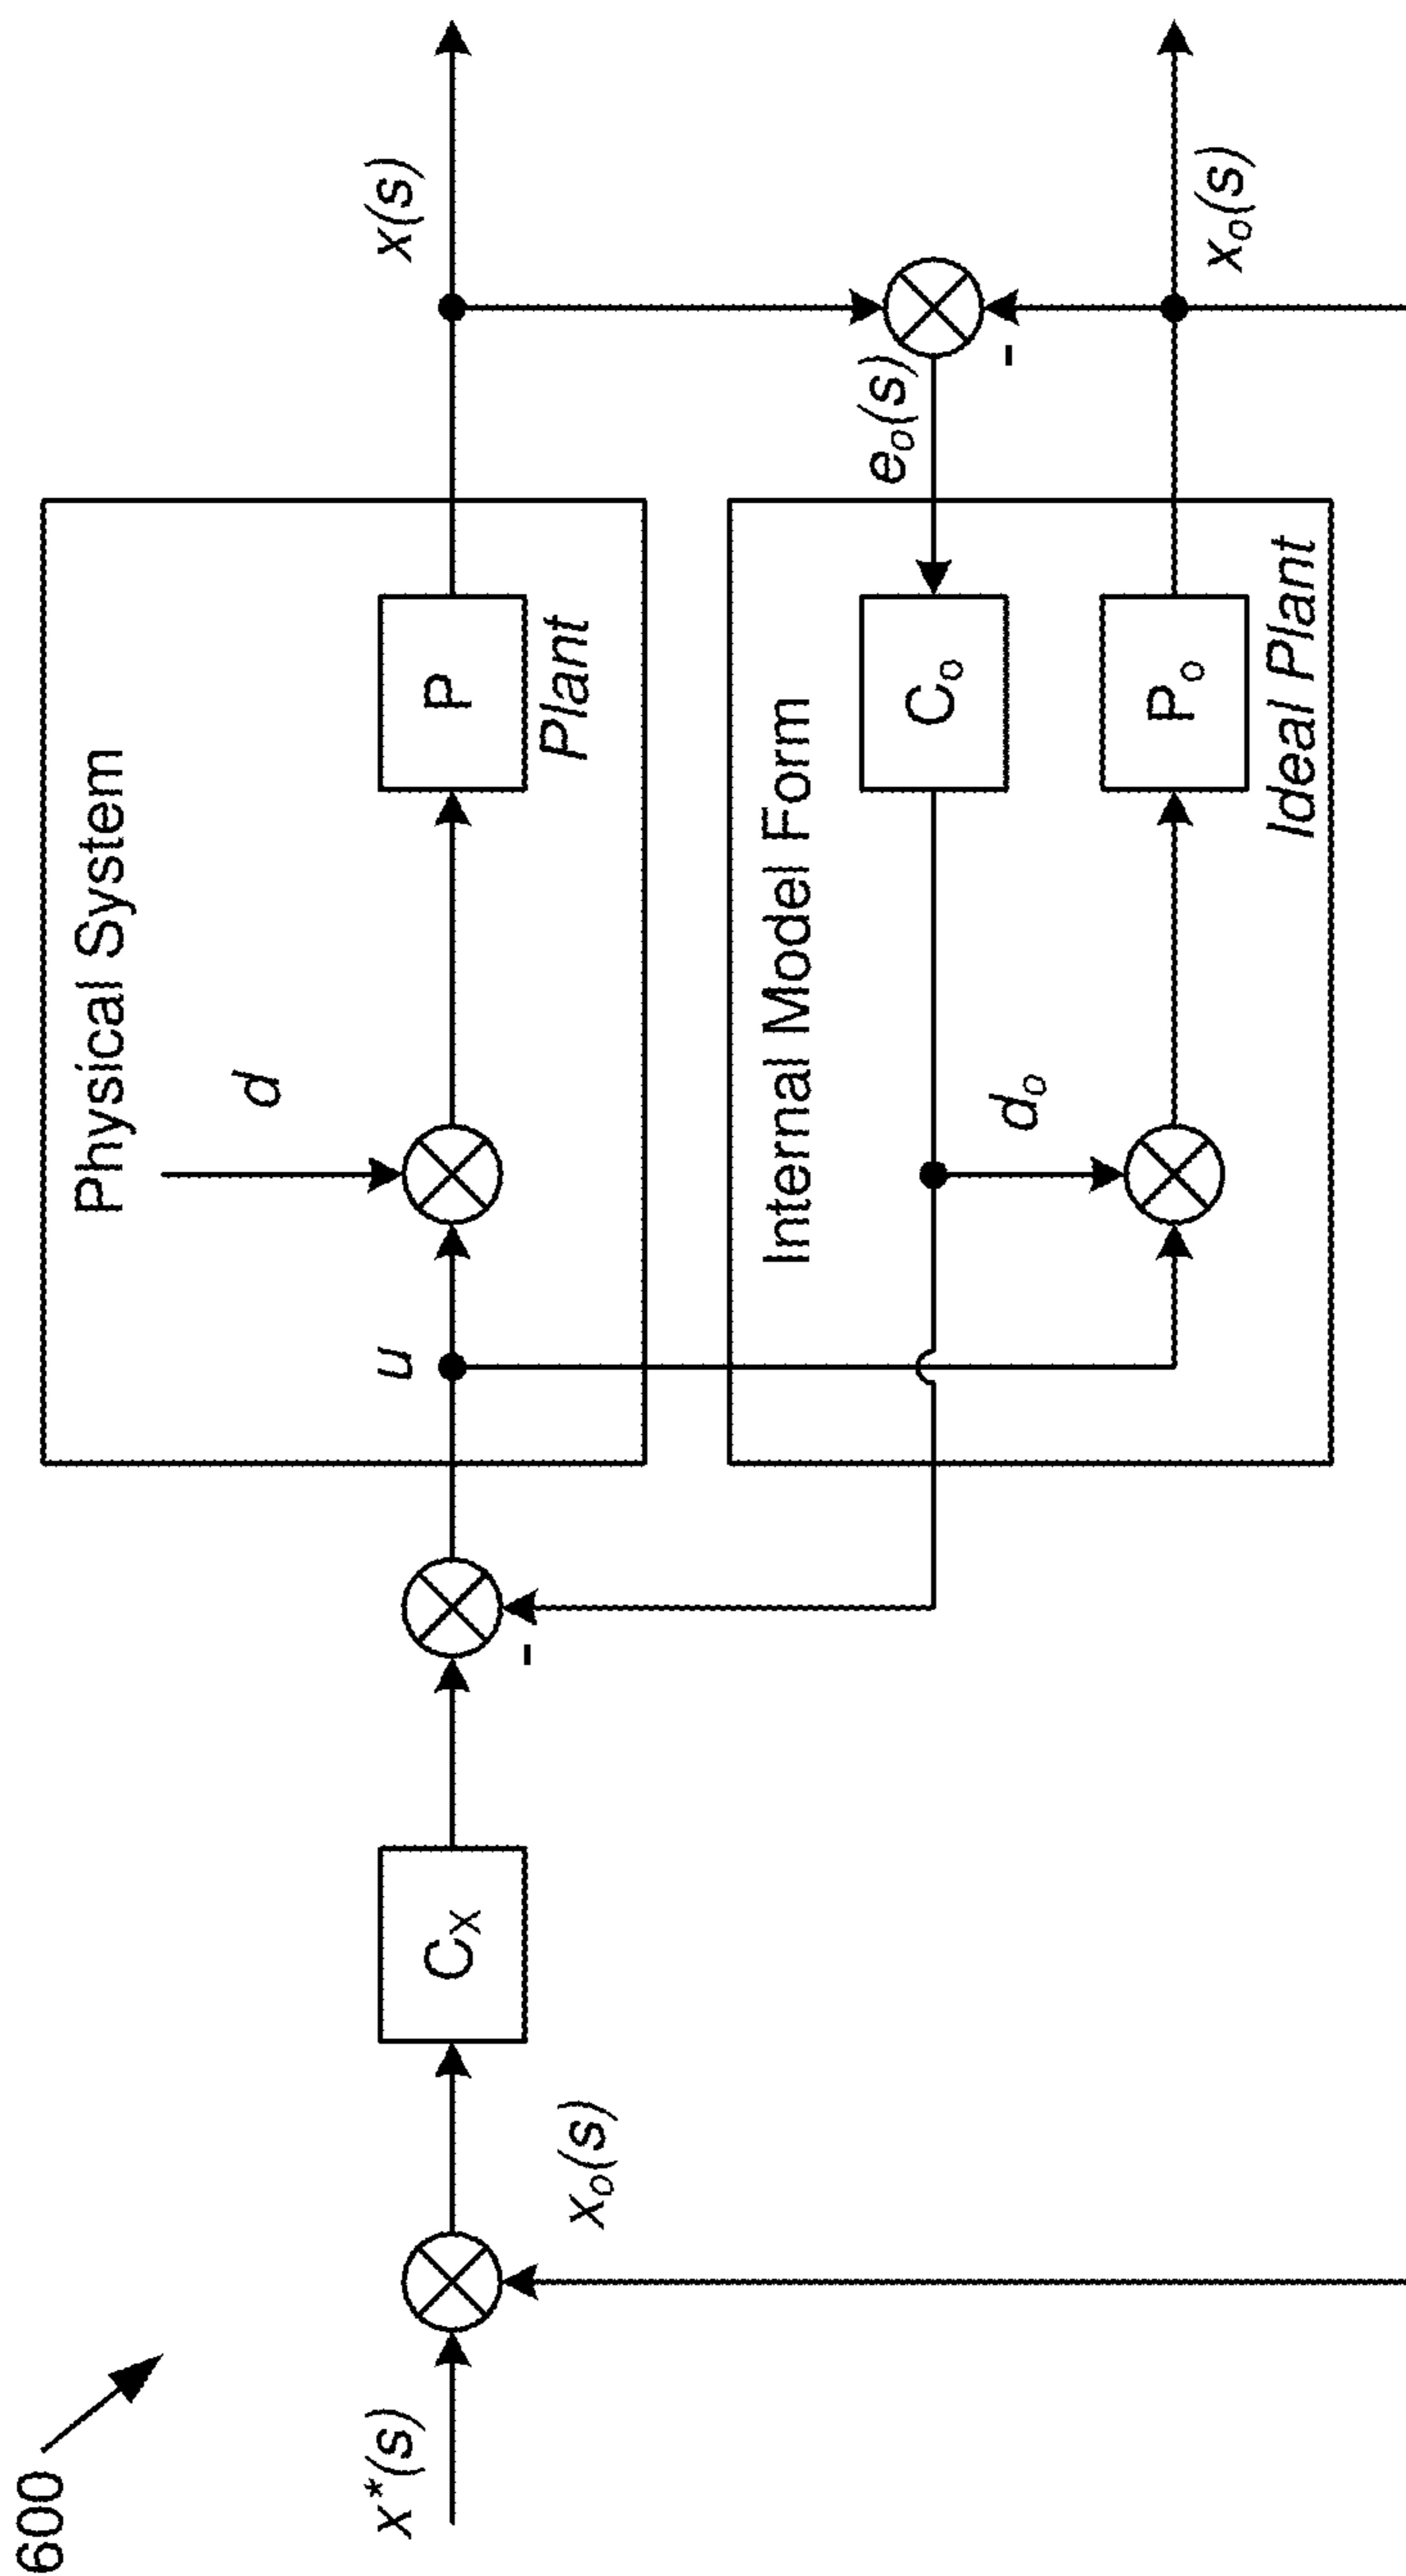 600
x*(s)
xo(s)
Cx
-
u
d
Physical System
P
Plant
x(s)
Internal Model Form
do
Co
eo(s)
-
Po
Ideal Plant
xo(s)